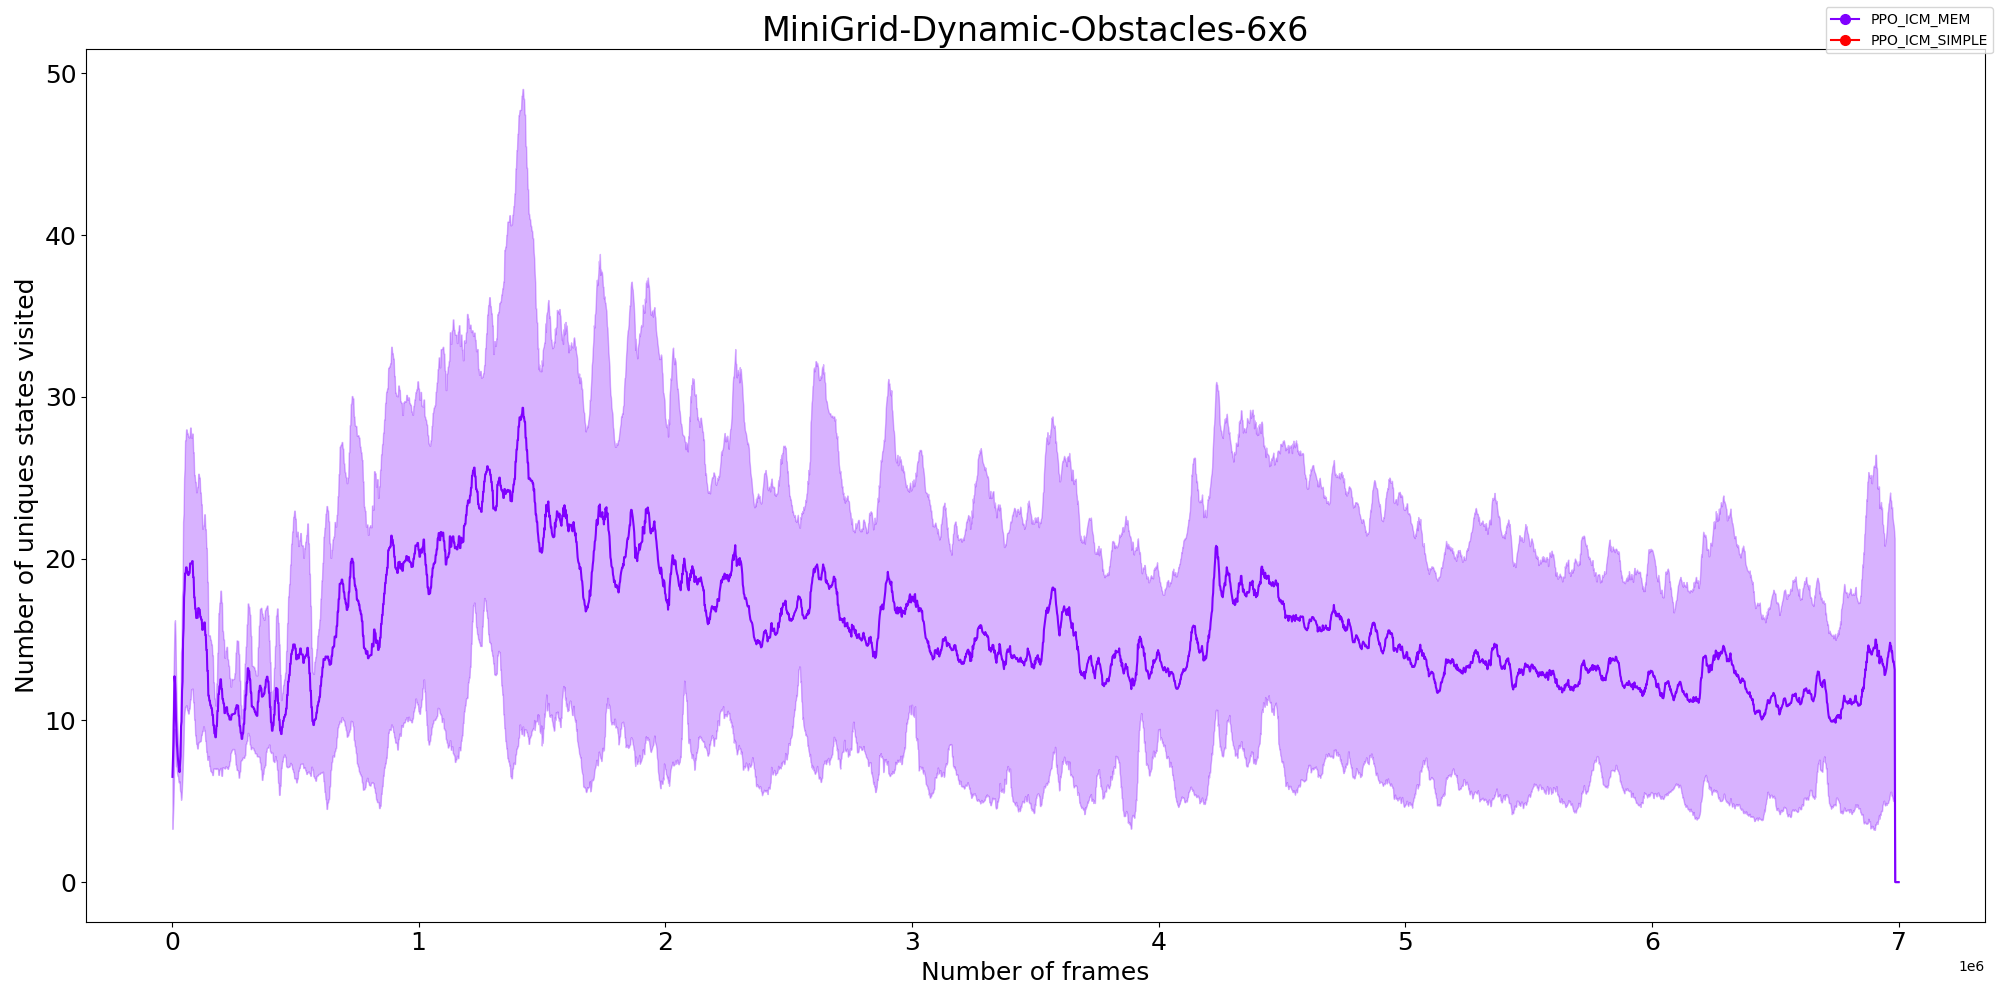 MiniGrid-Dynamic-Obstacles-6x6
PPO_ICM_MEM
PPO_ICM_SIMPLE
Number of uniques states visited
50
40
30
20
10
0
0 1 2 3 4 5 6 7
1e6
Number of frames